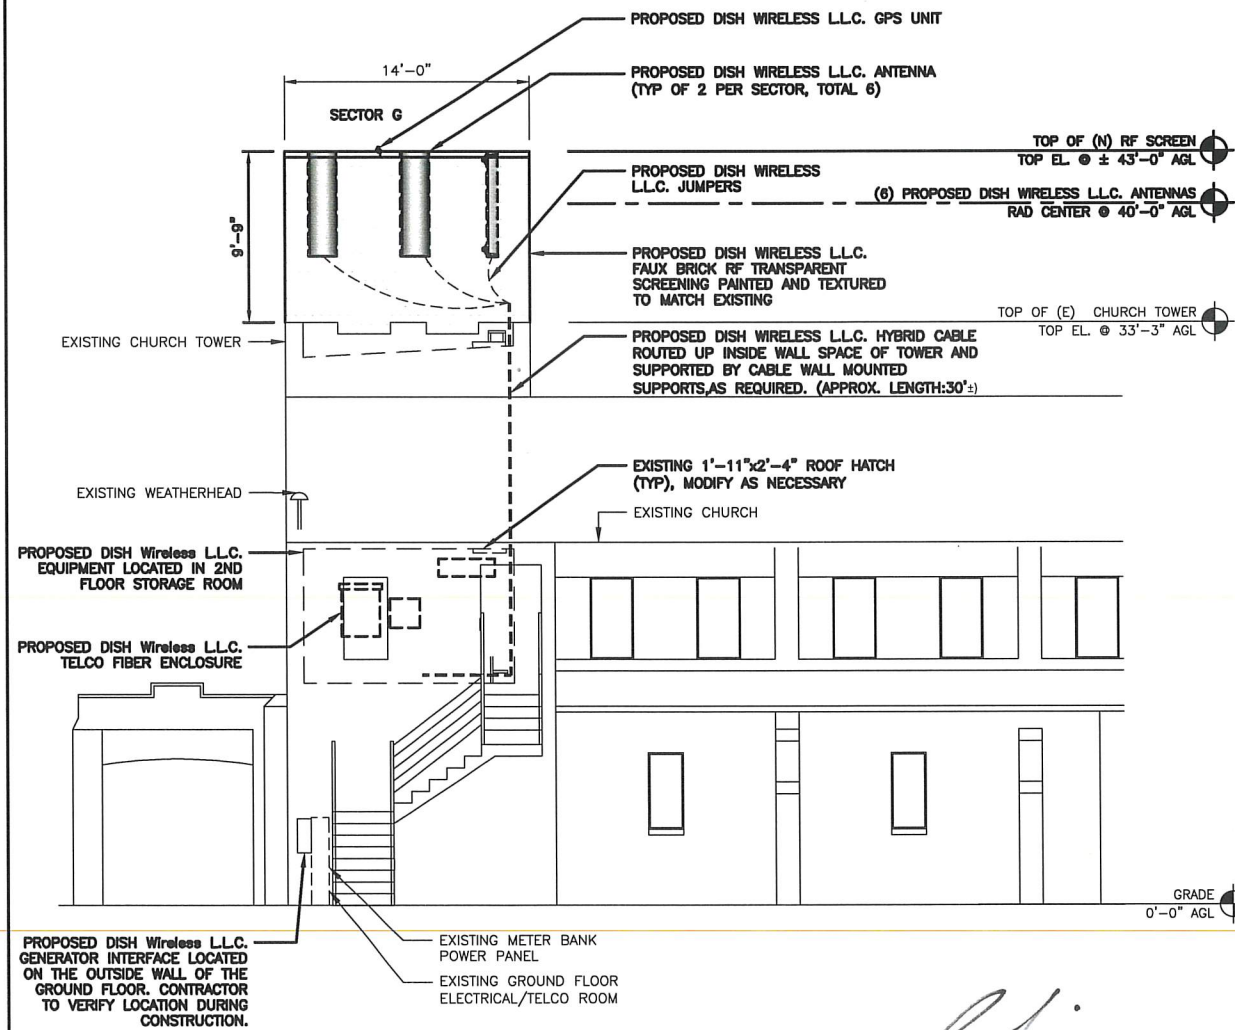 PROPOSED DISH WIRELESS L.L.C. GPS UNIT
14'-0"
PROPOSED DISH WIRELESS L.L.C. ANTENNA
(TYP OF 2 PER SECTOR, TOTAL 6)
SECTOR G
TOP OF (N) RF SCREEN
TOP EL. @ ± 43'-0" AGL
PROPOSED DISH WIRELESS
L.L.C. JUMPERS
(6) PROPOSED DISH WIRELESS L.L.C. ANTENNAS
RAD CENTER @ 40'-0" AGL
9'-9"
PROPOSED DISH WIRELESS L.L.C.
FAUX BRICK RF TRANSPARENT
SCREENING PAINTED AND TEXTURED
TO MATCH EXISTING
TOP OF (E) CHURCH TOWER
TOP EL. @ 33'-3" AGL
EXISTING CHURCH TOWER
PROPOSED DISH WIRELESS L.L.C. HYBRID CABLE
ROUTED UP INSIDE WALL SPACE OF TOWER AND
SUPPORTED BY CABLE WALL MOUNTED
SUPPORTS,AS REQUIRED. (APPROX. LENGTH:30'±)
EXISTING 1'-11"x2'-4" ROOF HATCH
(TYP), MODIFY AS NECESSARY
EXISTING WEATHERHEAD
EXISTING CHURCH
PROPOSED DISH Wireless L.L.C.
EQUIPMENT LOCATED IN 2ND
FLOOR STORAGE ROOM
PROPOSED DISH Wireless L.L.C.
TELCO FIBER ENCLOSURE
GRADE
0'-0" AGL
PROPOSED DISH Wireless L.L.C.
GENERATOR INTERFACE LOCATED
ON THE OUTSIDE WALL OF THE
GROUND FLOOR. CONTRACTOR
TO VERIFY LOCATION DURING
CONSTRUCTION.
EXISTING METER BANK
POWER PANEL
EXISTING GROUND FLOOR
ELECTRICAL/TELCO ROOM